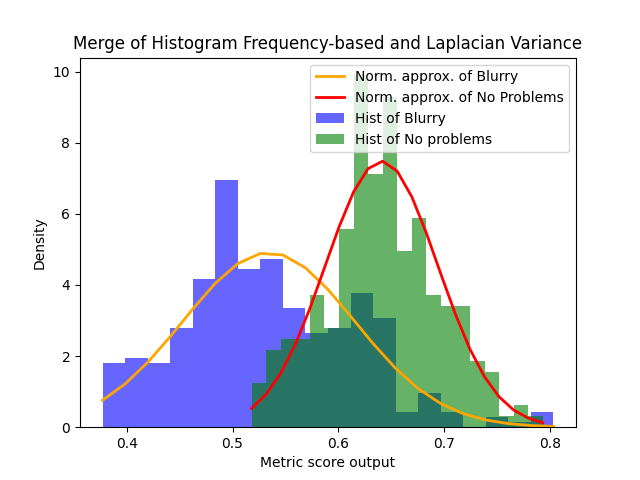 Merge of Histogram Frequency-based and Laplacian Variance
Norm. approx. of Blurry
Norm. approx. of No Problems
Hist of Blurry
Hist of No problems
Density
10
8
6
4
2
0
0.4
0.5
0.6
0.7
0.8
Metric score output